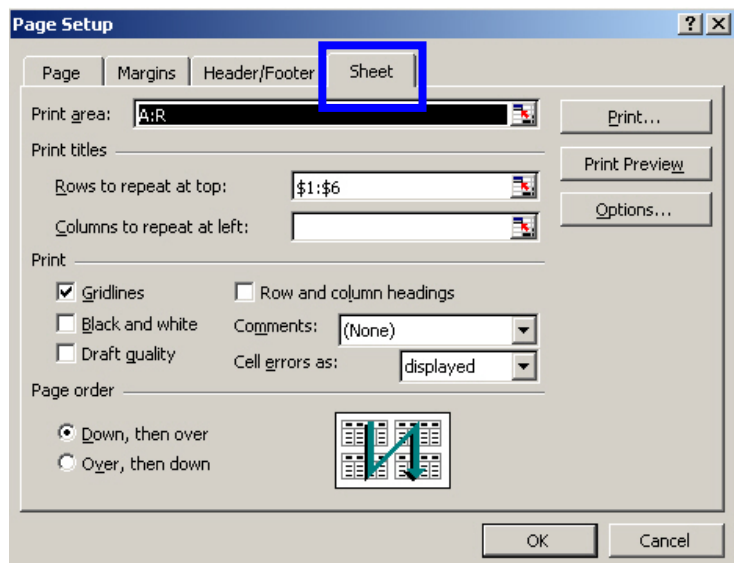 Page Setup
Page Margins Header/Footer Sheet
Print area: A:R
Print...
Print titles
Print Preview
Rows to repeat at top: $1:$6
Options...
Columns to repeat at left:
Print
Gridlines Row and column headings
Black and white Comments: (None)
Draft quality Cell errors as: displayed
Page order
Down, then over
Over, then down
OK Cancel